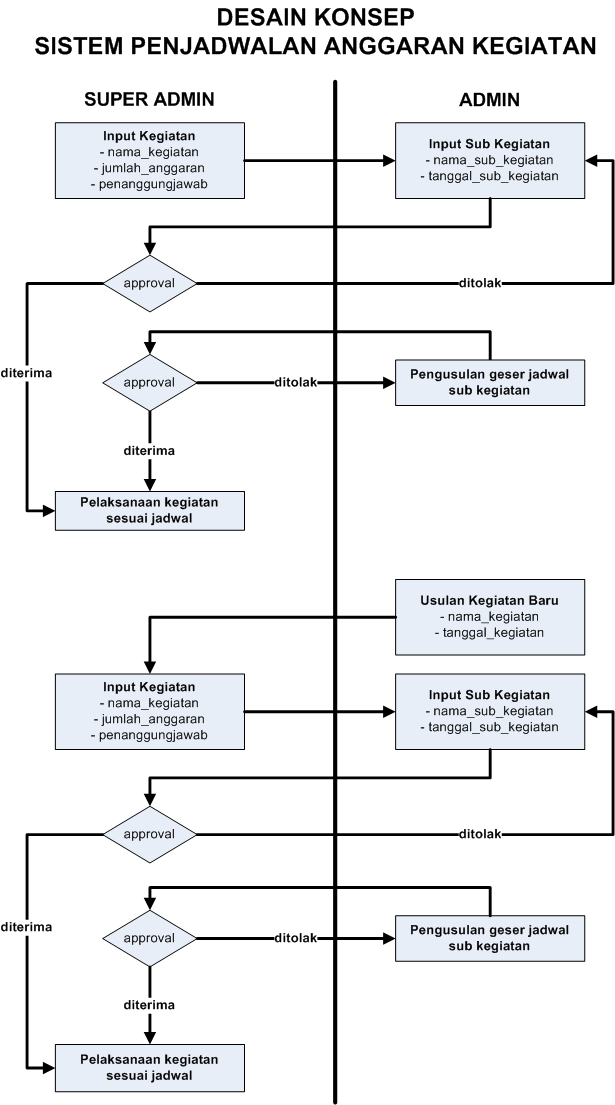 DESAIN KONSEP
SISTEM PENJADWALAN ANGGARAN KEGIATAN
SUPER ADMIN
ADMIN
Input Kegiatan
- nama_kegiatan
- jumlah_anggaran
- penanggungjawab
Input Sub Kegiatan
- nama_sub_kegiatan
- tanggal_sub_kegiatan
approval
ditolak
diterima
approval
ditolak
Pengusulan geser jadwal
sub kegiatan
diterima
Pelaksanaan kegiatan
sesuai jadwal
Usulan Kegiatan Baru
- nama_kegiatan
- tanggal_kegiatan
Input Kegiatan
- nama_kegiatan
- jumlah_anggaran
- penanggungjawab
Input Sub Kegiatan
- nama_sub_kegiatan
- tanggal_sub_kegiatan
approval
ditolak
diterima
approval
ditolak
Pengusulan geser jadwal
sub kegiatan
diterima
Pelaksanaan kegiatan
sesuai jadwal